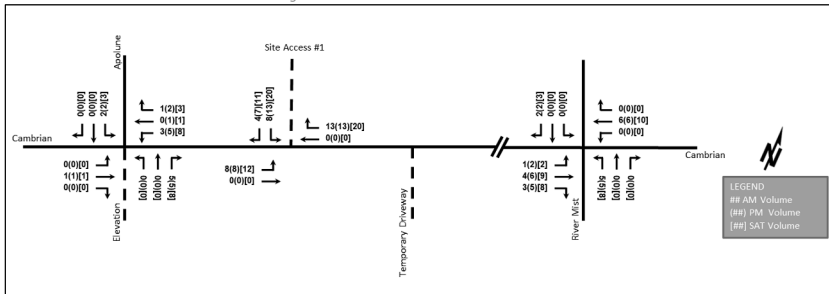 Site Access #1
Apolune
0(0)[0]
0(0)[0]
2(2)[3]
1(2)[3]
0(1)[1]
3(5)[8]
Cambrian
0(0)[0]
1(1)[1]
0(0)[0]
Elevation
0(0)[0]
0(0)[0]
5(5)[8]
4(7)[11]
8(13)[20]
13(13)[20]
0(0)[0]
8(8)[12]
0(0)[0]
Temporary Driveway
2(2)[3]
0(0)[0]
0(0)[0]
0(0)[0]
6(6)[10]
0(0)[0]
Cambrian
1(2)[2]
4(6)[9]
3(5)[8]
River Mist
5(5)[8]
0(0)[0]
0(0)[0]
LEGEND
## AM Volume
(##) PM Volume
[##] SAT Volume